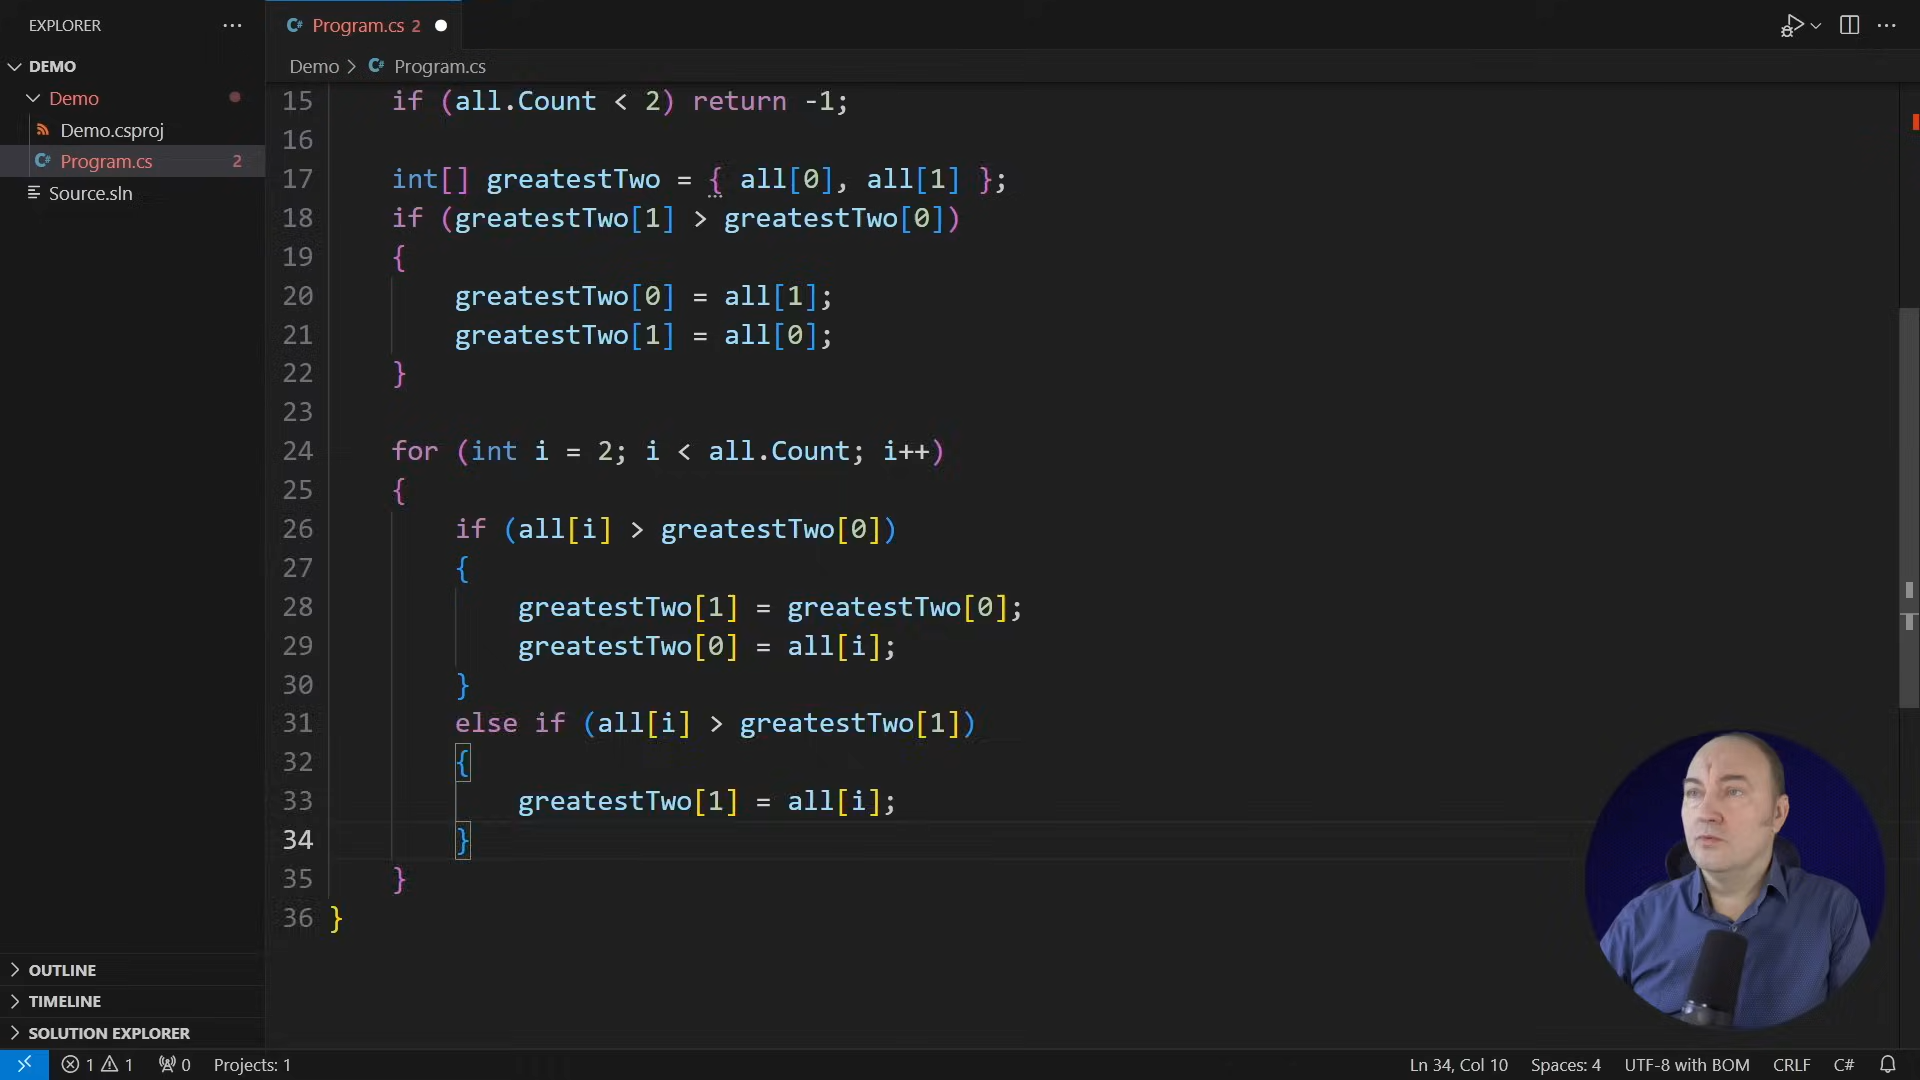 EXPLORER
DEMO
Demo
Demo.csproj
C# Program.cs 2
Source.sln
OUTLINE
TIMELINE
SOLUTION EXPLORER
C# Program.cs 2
Demo > C# Program.cs
15 if (all.Count < 2) return -1;
16
17 int[] greatestTwo = { all[0], all[1] };
18 if (greatestTwo[1] > greatestTwo[0])
19 {
20 greatestTwo[0] = all[1];
21 greatestTwo[1] = all[0];
22 }
23
24 for (int i = 2; i < all.Count; i++)
25 {
26 if (all[i] > greatestTwo[0])
27 {
28 greatestTwo[1] = greatestTwo[0];
29 greatestTwo[0] = all[i];
30 }
31 else if (all[i] > greatestTwo[1])
32 {
33 greatestTwo[1] = all[i];
34 }
35 }
36 }
1 1 0 Projects: 1 Ln 34, Col 10 Spaces: 4 UTF-8 with BOM CRLF C#